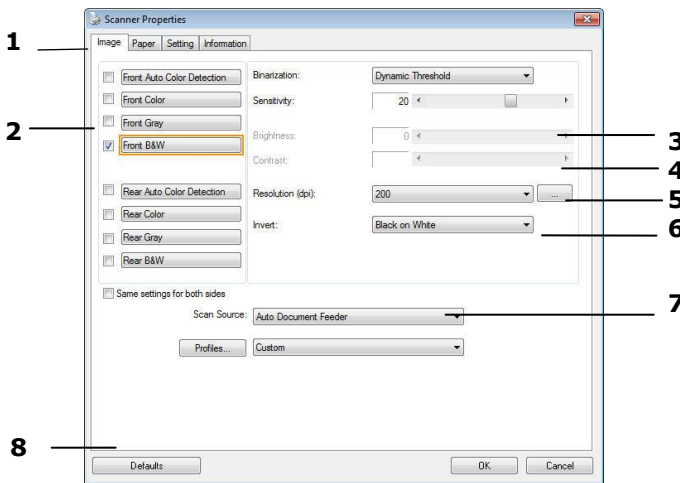 Scanner Properties
1
Image Paper Setting Information
Front Auto Color Detection
Front Color
2
Front Gray
Front B&W
Rear Auto Color Detection
Rear Color
Rear Gray
Rear B&W
Binarization: Dynamic Threshold
Sensitivity: 20
Brightness: 0
3
Contrast:
4
Resolution (dpi): 200 ...
5
Invert: Black on White
6
Same settings for both sides
Scan Source: Auto Document Feeder
7
Profiles... Custom
8
Defaults OK Cancel